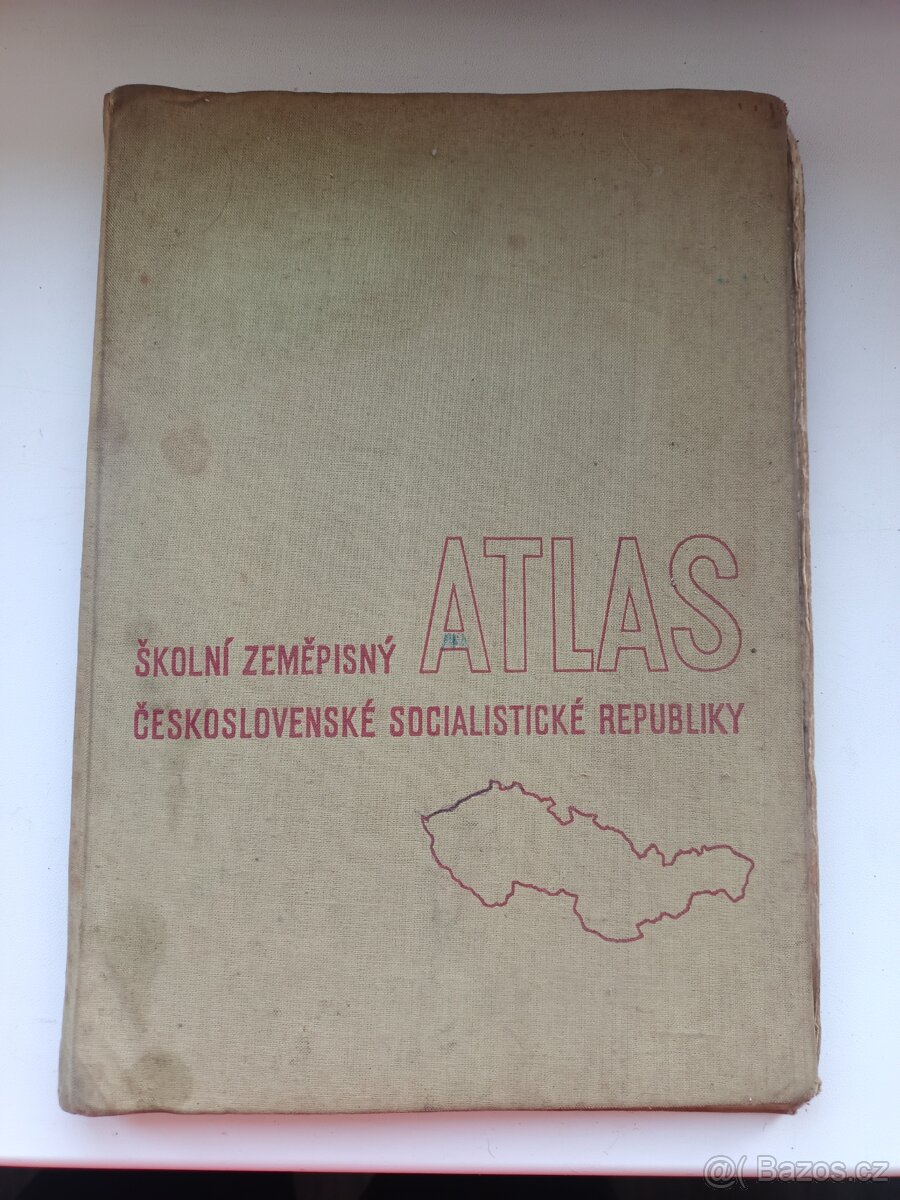 ŠKOLNÍ ZEMĚPISNÝ ATLAS
ČESKOSLOVENSKÉ SOCIALISTICKÉ REPUBLIKY
@( Bazos.cz